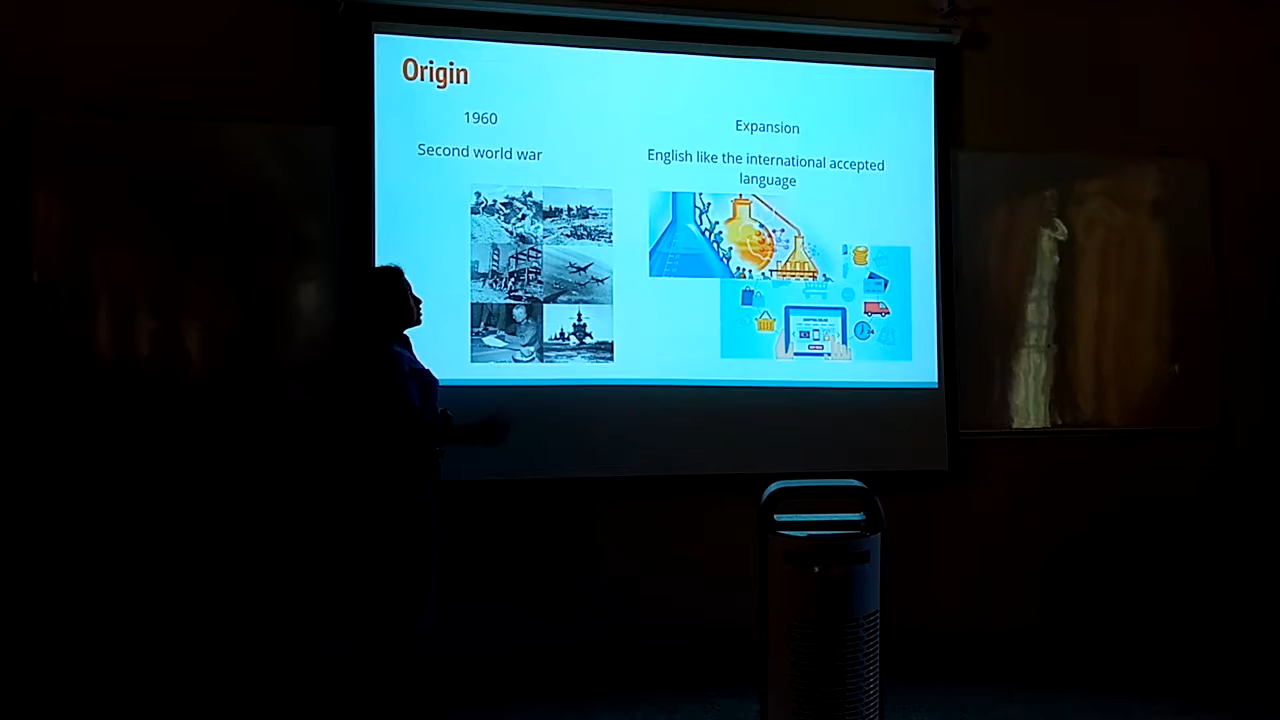 Origin
1960
Second world war
Expansion
English like the international accepted
language